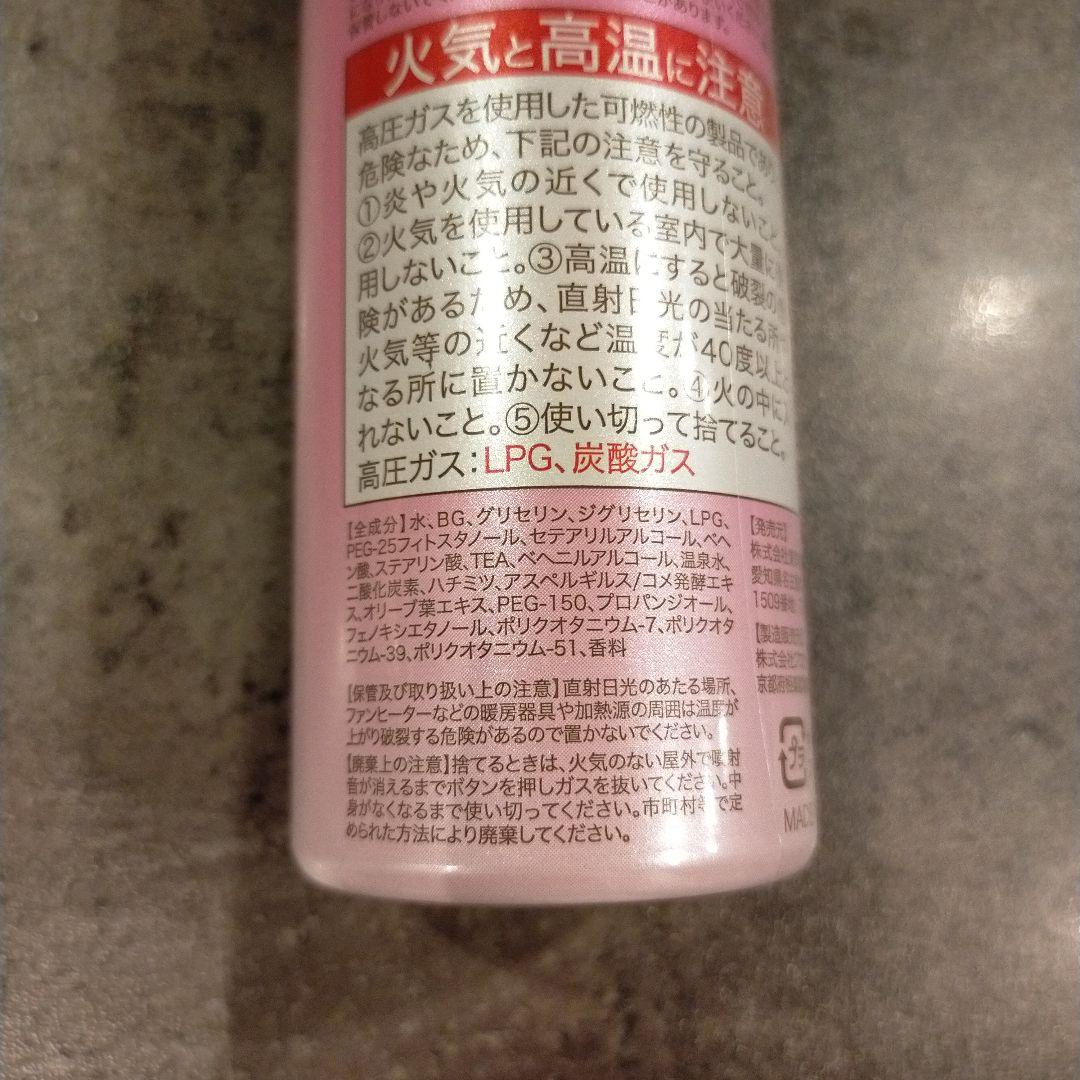 火気と高温に注意
高圧ガスを使用した可燃性の製品であり
危険なため、下記の注意を守ること。
①炎や火気の近くで使用しないこと。
②火気を使用している室内で大量に
用しないこと。③高温にすると破裂の
険があるため、直射日光の当たる所
火気等の近くなど温度が40度以上と
なる所に置かないこと。④火の中に入
れないこと。⑤使い切って捨てること。
高圧ガス:LPG、炭酸ガス
【全成分】水、BG、グリセリン、ジグリセリン、LPG、
PEG-25フィトスタノール、セテアリルアルコール、ベヘ
ン酸、ステアリン酸、TEA、ベヘニルアルコール、温泉水、
二酸化炭素、ハチミツ、アスペルギルス/コメ発酵エキ
ス、オリーブ葉エキス、PEG-150、プロパンジオール、
フェノキシエタノール、ポリクオタニウム-7、ポリクオタ
ニウム-39、ポリクオタニウム-51、香料
【保管及び取り扱い上の注意】直射日光のあたる場所、
ファンヒーターなどの暖房器具や加熱源の周囲は温度が
上がり破裂する危険があるので置かないでください。
【廃棄上の注意】捨てるときは、火気のない屋外で噴射
音が消えるまでボタンを押しガスを抜いてください。中
身がなくなるまで使い切ってください。市町村等で定
められた方法により廃棄してください。
【発売元】
株式会社
愛知県名古
1509番地
【製造販売元】
株式会社
京都府
プラ
MADE